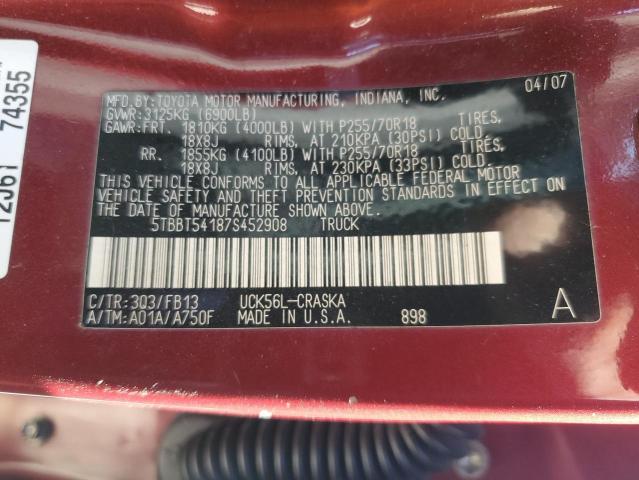 MFD.BY:TOYOTA MOTOR MANUFACTURING, INDIANA, INC. 04/07
GVWR:3125KG (6900LB)
GAWR:FRT. 1810KG (4000LB) WITH P255/70R18 TIRES,
18X8J RIMS, AT 210KPA (30PSI) COLD.
RR. 1855KG (4100LB) WITH P255/70R18 TIRES,
18X8J RIMS, AT 230KPA (33PSI) COLD.
THIS VEHICLE CONFORMS TO ALL APPLICABLE FEDERAL MOTOR
VEHICLE SAFETY AND THEFT PREVENTION STANDARDS IN EFFECT ON
THE DATE OF MANUFACTURE SHOWN ABOVE.
5TBBT54187S452908 TRUCK
C/TR:3Q3/FB13 UCK56L-CRASKA
A/TM:A01A/A750F MADE IN U.S.A. 898 A
74355